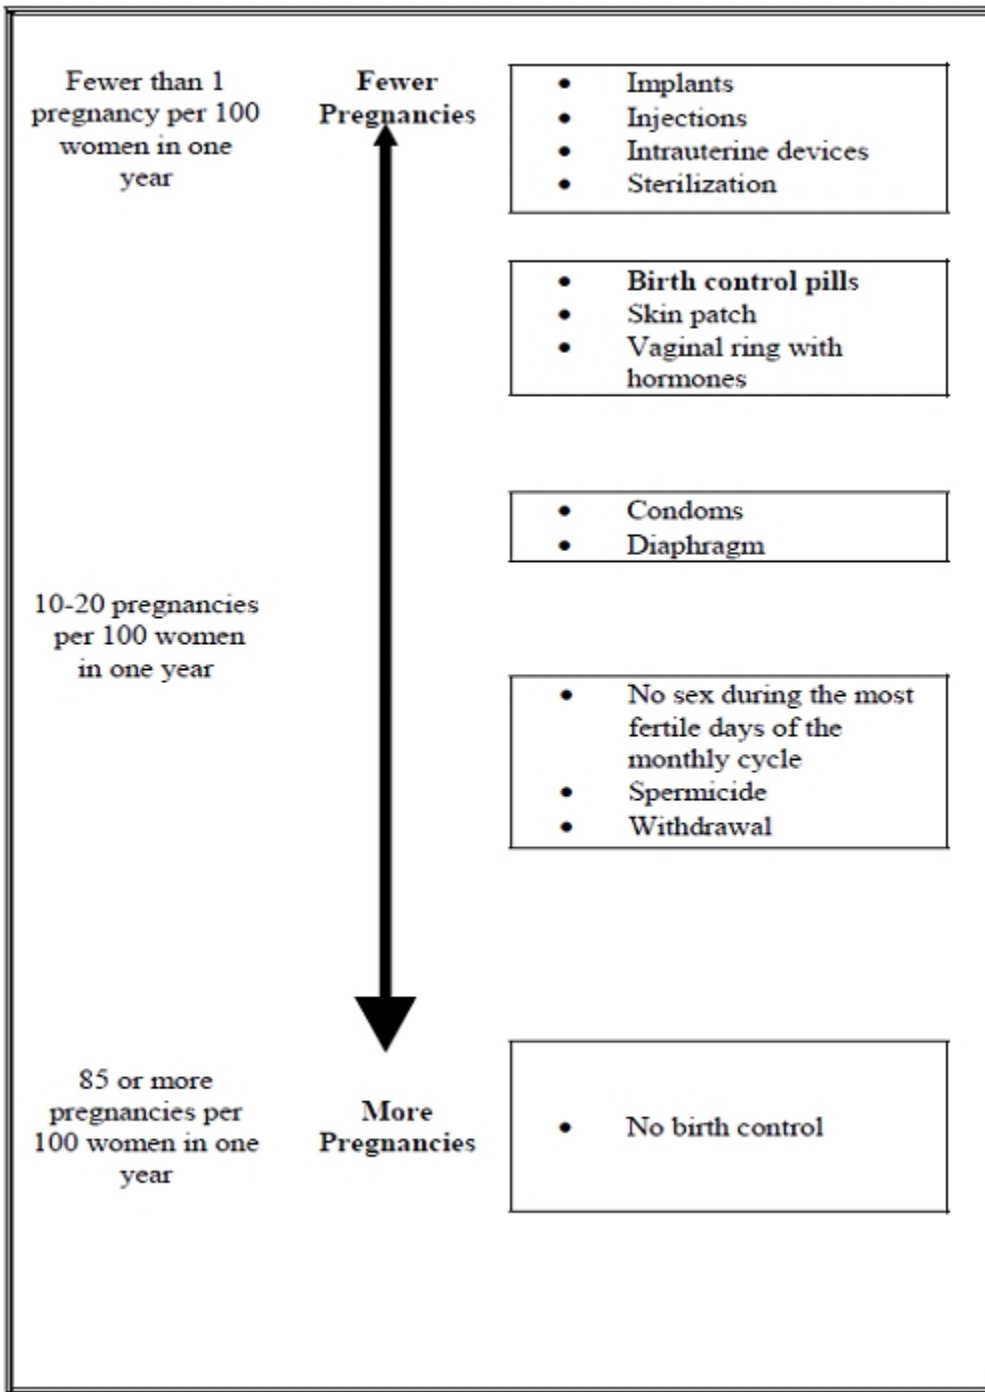 Fewer than 1
pregnancy per 100
women in one
year
Fewer
Pregnancies
• Implants
• Injections
• Intrauterine devices
• Sterilization
• Birth control pills
• Skin patch
• Vaginal ring with
hormones
• Condoms
• Diaphragm
10-20 pregnancies
per 100 women
in one year
• No sex during the most
fertile days of the
monthly cycle
• Spermicide
• Withdrawal
85 or more
pregnancies per
100 women in one
year
More
Pregnancies
• No birth control